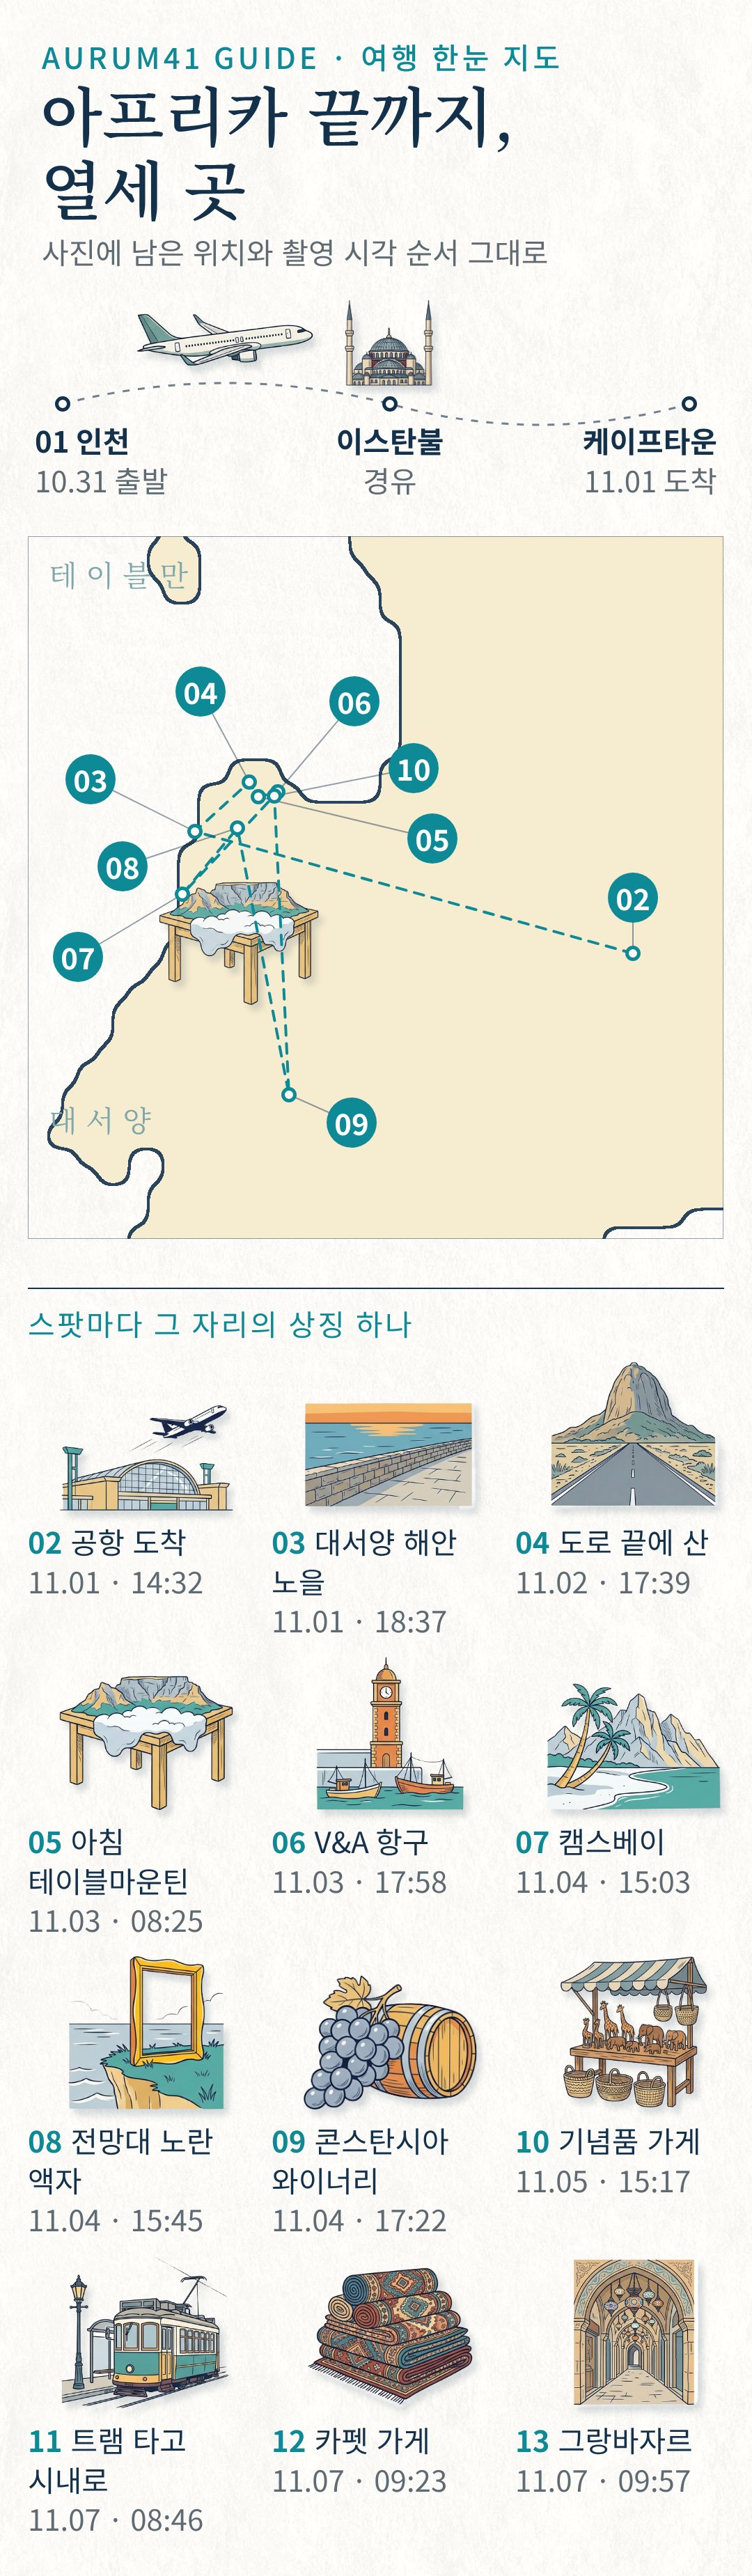 AURUM41 GUIDE · 여행 한눈 지도
아프리카 끝까지,
열세 곳
사진에 남은 위치와 촬영 시각 순서 그대로
01 인천
10.31 출발
이스탄불
경유
케이프타운
11.01 도착
테이블만
04
06
03
10
05
08
02
07
대서양
09
스팟마다 그 자리의 상징 하나
02 공항 도착
11.01 · 14:32
03 대서양 해안
노을
11.01 · 18:37
04 도로 끝에 산
11.02 · 17:39
05 아침
테이블마운틴
11.03 · 08:25
06 V&A 항구
11.03 · 17:58
07 캠스베이
11.04 · 15:03
08 전망대 노란
액자
11.04 · 15:45
09 콘스탄시아
와이너리
11.04 · 17:22
10 기념품 가게
11.05 · 15:17
11 트램 타고
시내로
11.07 · 08:46
12 카펫 가게
11.07 · 09:23
13 그랑바자르
11.07 · 09:57